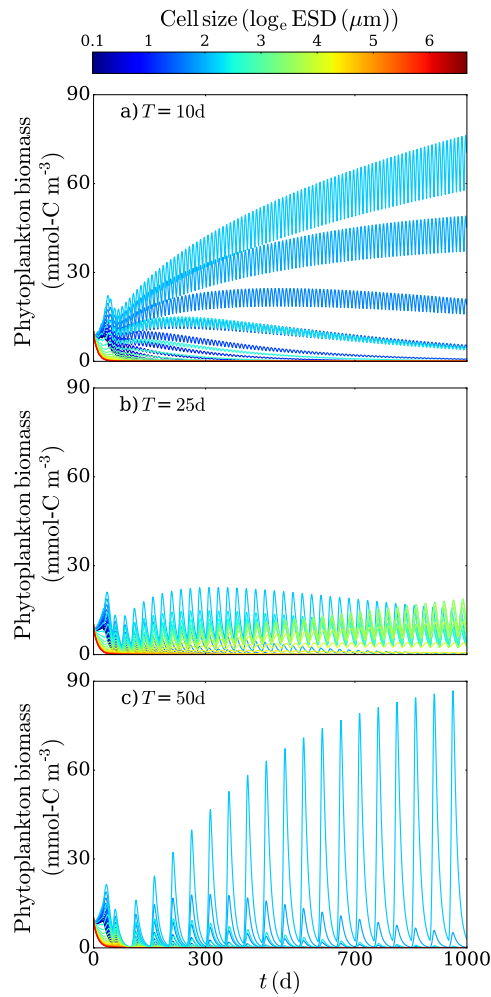 Cell size (logₑ ESD (μm))
0.1 1 2 3 4 5 6
90
60
30
0
a) T = 10d
Phytoplankton biomass
(mmol-C m⁻³)
90
60
30
0
b) T = 25d
Phytoplankton biomass
(mmol-C m⁻³)
90
60
30
0
c) T = 50d
Phytoplankton biomass
(mmol-C m⁻³)
0 300 700 1000
t (d)